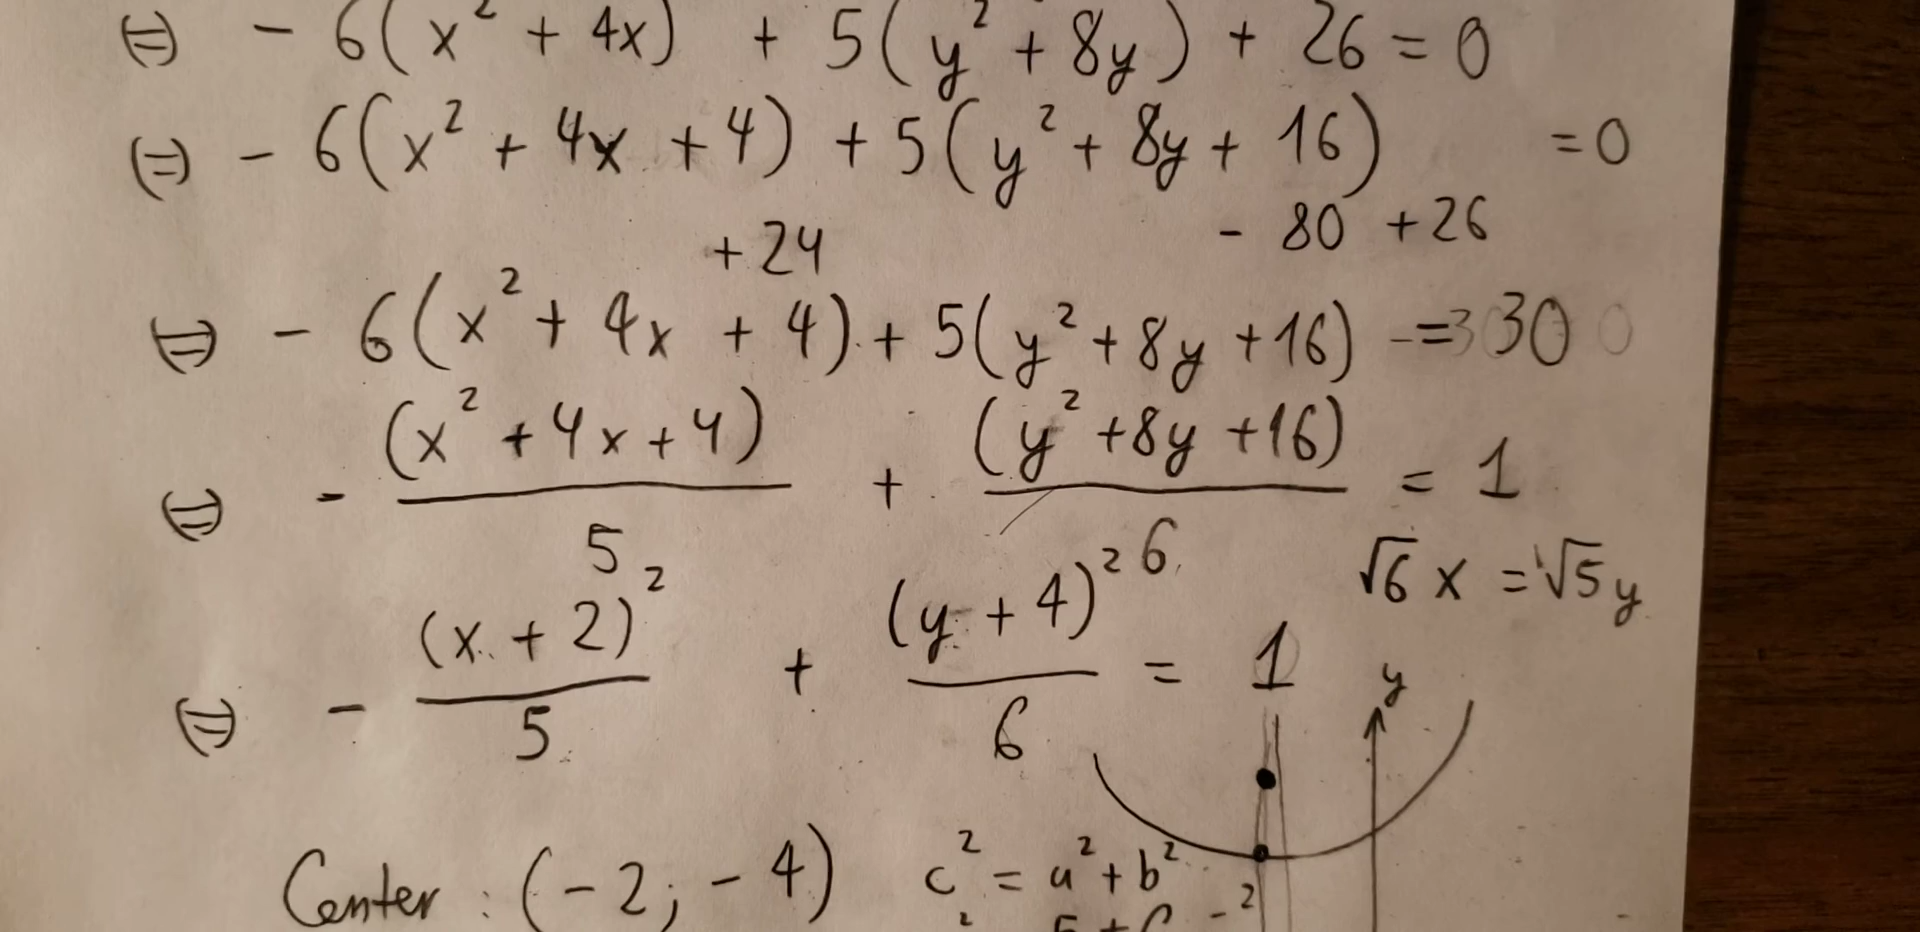 (=) - 6(x² + 4x) + 5(y² + 8y) + 26 = 0
(=) - 6(x² + 4x + 4) + 5(y² + 8y + 16) = 0
+ 24 - 80 + 26
(=) - 6(x² + 4x + 4) + 5(y² + 8y + 16) = 30
(=) - (x² + 4x + 4)/5 + (y² + 8y + 16)/6 = 1
√6 x = √5 y
(=) - (x + 2)²/5 + (y + 4)²/6 = 1
y
Center : (-2; -4) c² = a² + b²
-2